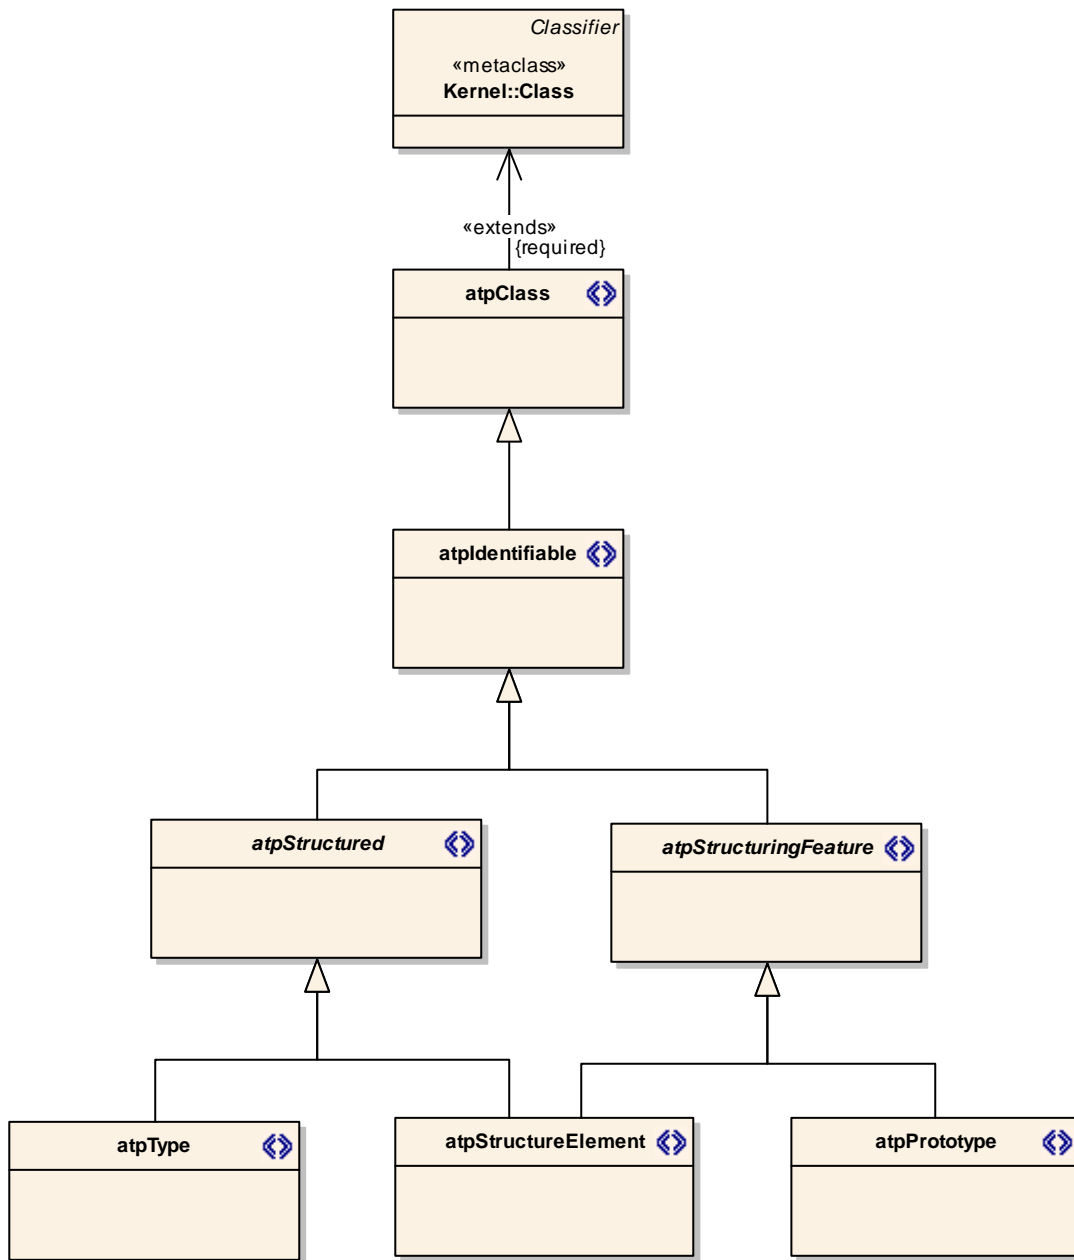 Classifier
«metaclass»
Kernel::Class
«extends»
{required}
atpClass
atpIdentifiable
atpStructured
atpStructuringFeature
atpType
atpStructureElement
atpPrototype